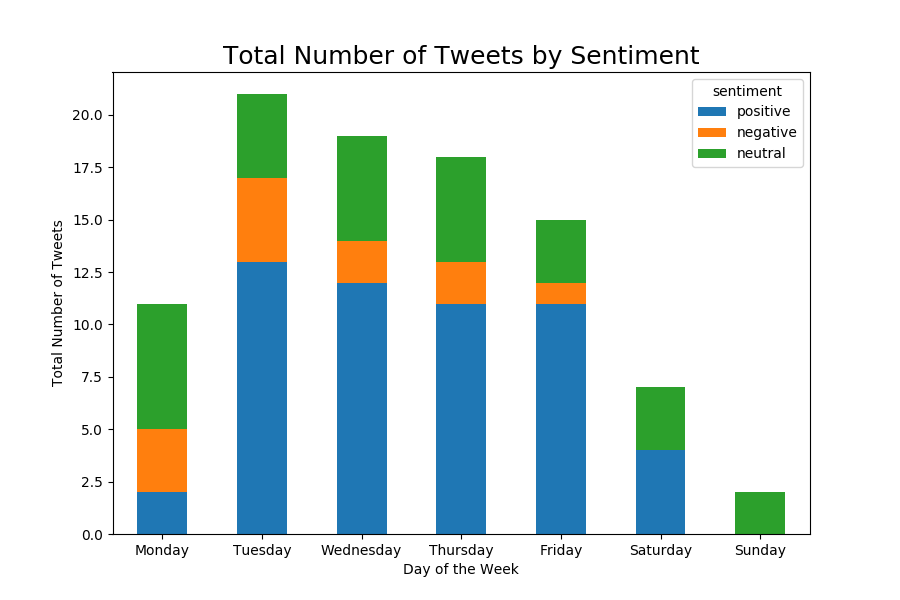 Total Number of Tweets by Sentiment
sentiment
positive
negative
neutral
Total Number of Tweets
20.0
17.5
15.0
12.5
10.0
7.5
5.0
2.5
0.0
Monday Tuesday Wednesday Thursday Friday Saturday Sunday
Day of the Week